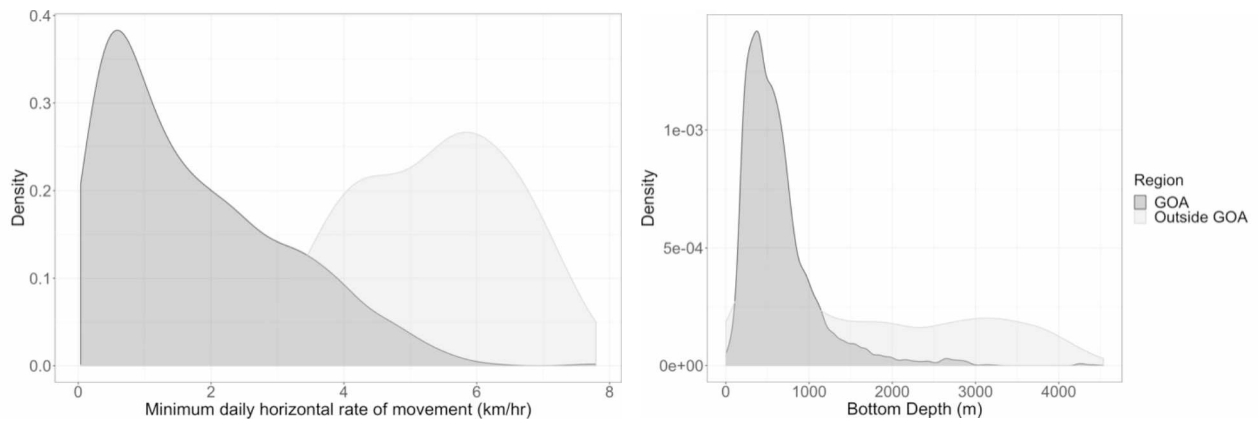 0.4
0.3
0.2
0.1
0.0
Density
0 2 4 6 8
Minimum daily horizontal rate of movement (km/hr)
1e-03
5e-04
0e+00
Density
0 1000 2000 3000 4000
Bottom Depth (m)
Region
GOA
Outside GOA